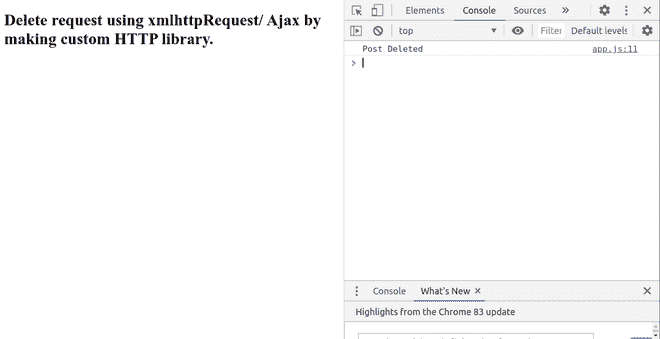 Delete request using xmlhttpRequest/ Ajax by
making custom HTTP library.
Elements Console Sources »
top Filter Default levels
Post Deleted app.js:11
>
Console What's New ×
Highlights from the Chrome 83 update